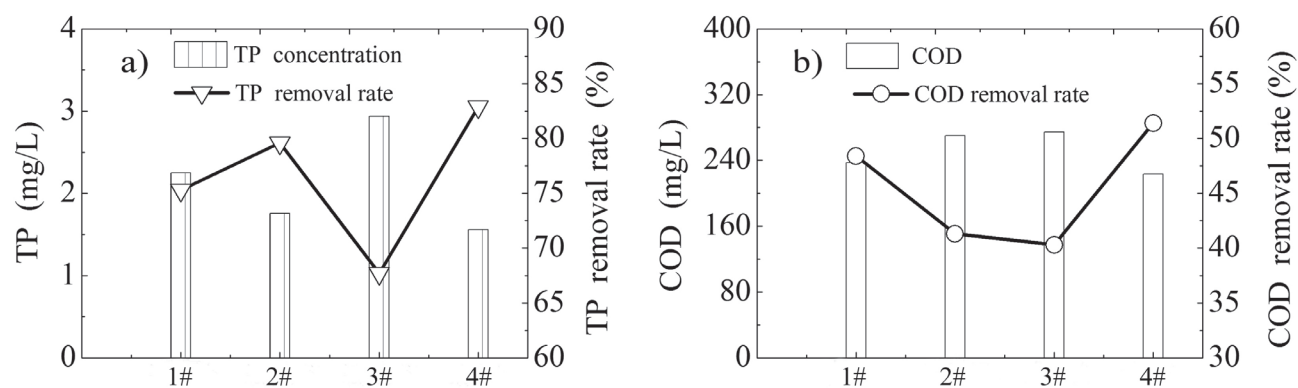 a)
TP concentration
TP removal rate
TP (mg/L)
4
3
2
1
0
TP removal rate (%)
90
85
80
75
70
65
60
1# 2# 3# 4#
b)
COD
COD removal rate
COD (mg/L)
400
320
240
160
80
0
COD removal rate (%)
60
55
50
45
40
35
30
1# 2# 3# 4#